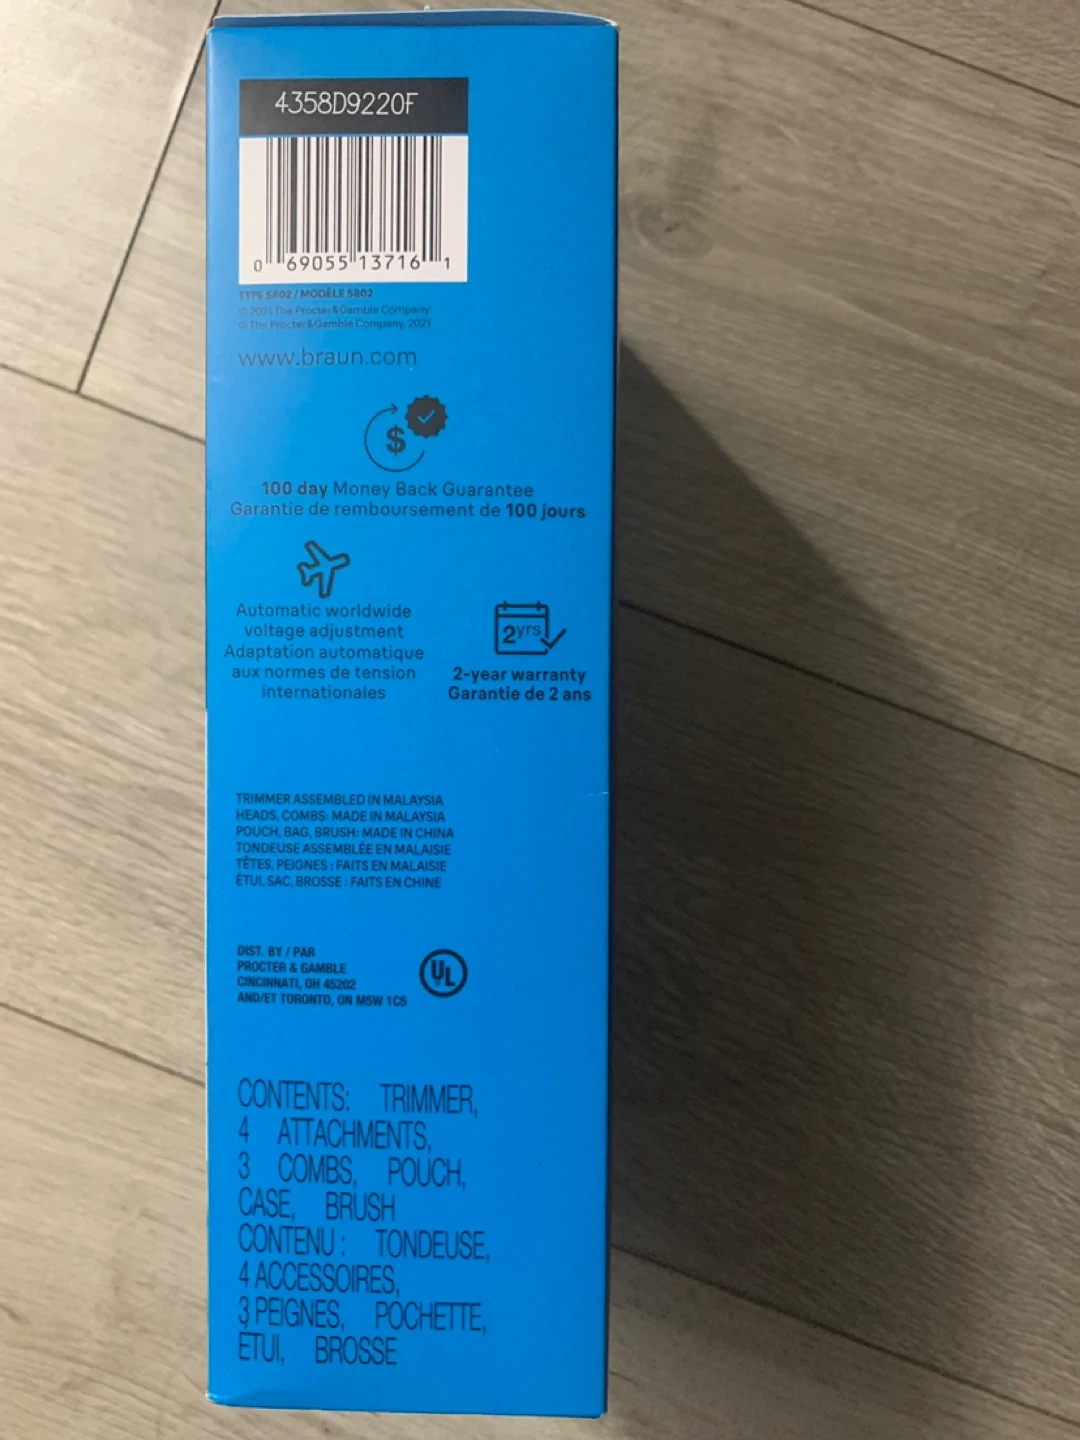 4358D9220F
0 69055 13716 1
TYPE 5802 / MODÈLE 5802
© 2021 The Procter&Gamble Company
© The Procter&Gamble Company, 2021
www.braun.com
$
100 day Money Back Guarantee
Garantie de remboursement de 100 jours
Automatic worldwide
voltage adjustment
Adaptation automatique
aux normes de tension
internationales
2yrs
2-year warranty
Garantie de 2 ans
TRIMMER ASSEMBLED IN MALAYSIA
HEADS, COMBS: MADE IN MALAYSIA
POUCH, BAG, BRUSH: MADE IN CHINA
TONDEUSE ASSEMBLÉE EN MALAISIE
TÊTES, PEIGNES : FAITS EN MALAISIE
ÉTUI, SAC, BROSSE : FAITS EN CHINE
DIST. BY / PAR
PROCTER & GAMBLE
CINCINNATI, OH 45202
AND/ET TORONTO, ON M5W 1C5
UL
CONTENTS: TRIMMER,
4 ATTACHMENTS,
3 COMBS, POUCH,
CASE, BRUSH
CONTENU : TONDEUSE,
4 ACCESSOIRES,
3 PEIGNES, POCHETTE,
ÉTUI, BROSSE